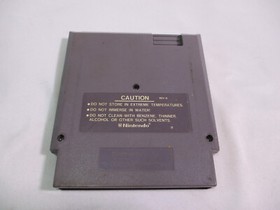 CAUTION
•DO NOT STORE IN EXTREME TEMPERATURES.
•DO NOT IMMERSE IN WATER.
•DO NOT CLEAN WITH BENZENE, THINNER,
ALCOHOL OR OTHER SUCH SOLVENTS.
Nintendo